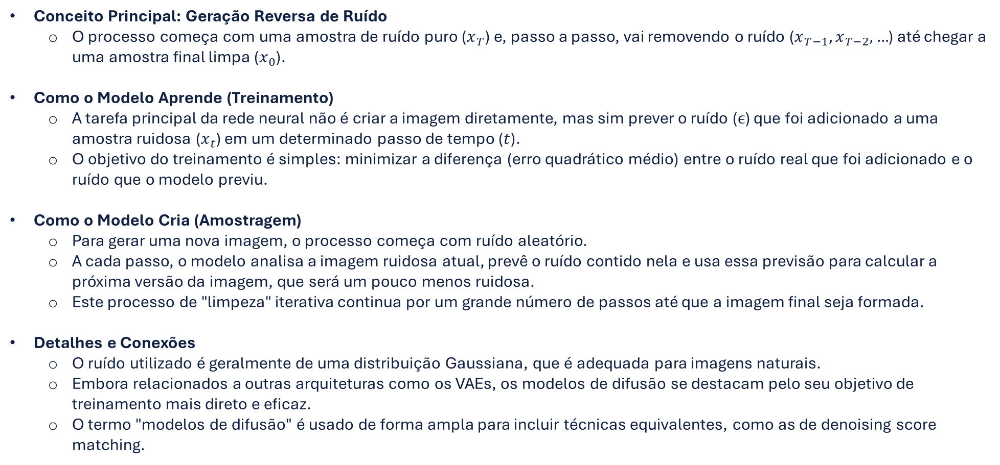 • Conceito Principal: Geração Reversa de Ruído
○ O processo começa com uma amostra de ruído puro (x_T) e, passo a passo, vai removendo o ruído (x_{T−1}, x_{T−2}, ...) até chegar a
uma amostra final limpa (x_0).
• Como o Modelo Aprende (Treinamento)
○ A tarefa principal da rede neural não é criar a imagem diretamente, mas sim prever o ruído (ϵ) que foi adicionado a uma
amostra ruidosa (x_t) em um determinado passo de tempo (t).
○ O objetivo do treinamento é simples: minimizar a diferença (erro quadrático médio) entre o ruído real que foi adicionado e o
ruído que o modelo previu.
• Como o Modelo Cria (Amostragem)
○ Para gerar uma nova imagem, o processo começa com ruído aleatório.
○ A cada passo, o modelo analisa a imagem ruidosa atual, prevê o ruído contido nela e usa essa previsão para calcular a
próxima versão da imagem, que será um pouco menos ruidosa.
○ Este processo de "limpeza" iterativa continua por um grande número de passos até que a imagem final seja formada.
• Detalhes e Conexões
○ O ruído utilizado é geralmente de uma distribuição Gaussiana, que é adequada para imagens naturais.
○ Embora relacionados a outras arquiteturas como os VAEs, os modelos de difusão se destacam pelo seu objetivo de
treinamento mais direto e eficaz.
○ O termo "modelos de difusão" é usado de forma ampla para incluir técnicas equivalentes, como as de denoising score
matching.